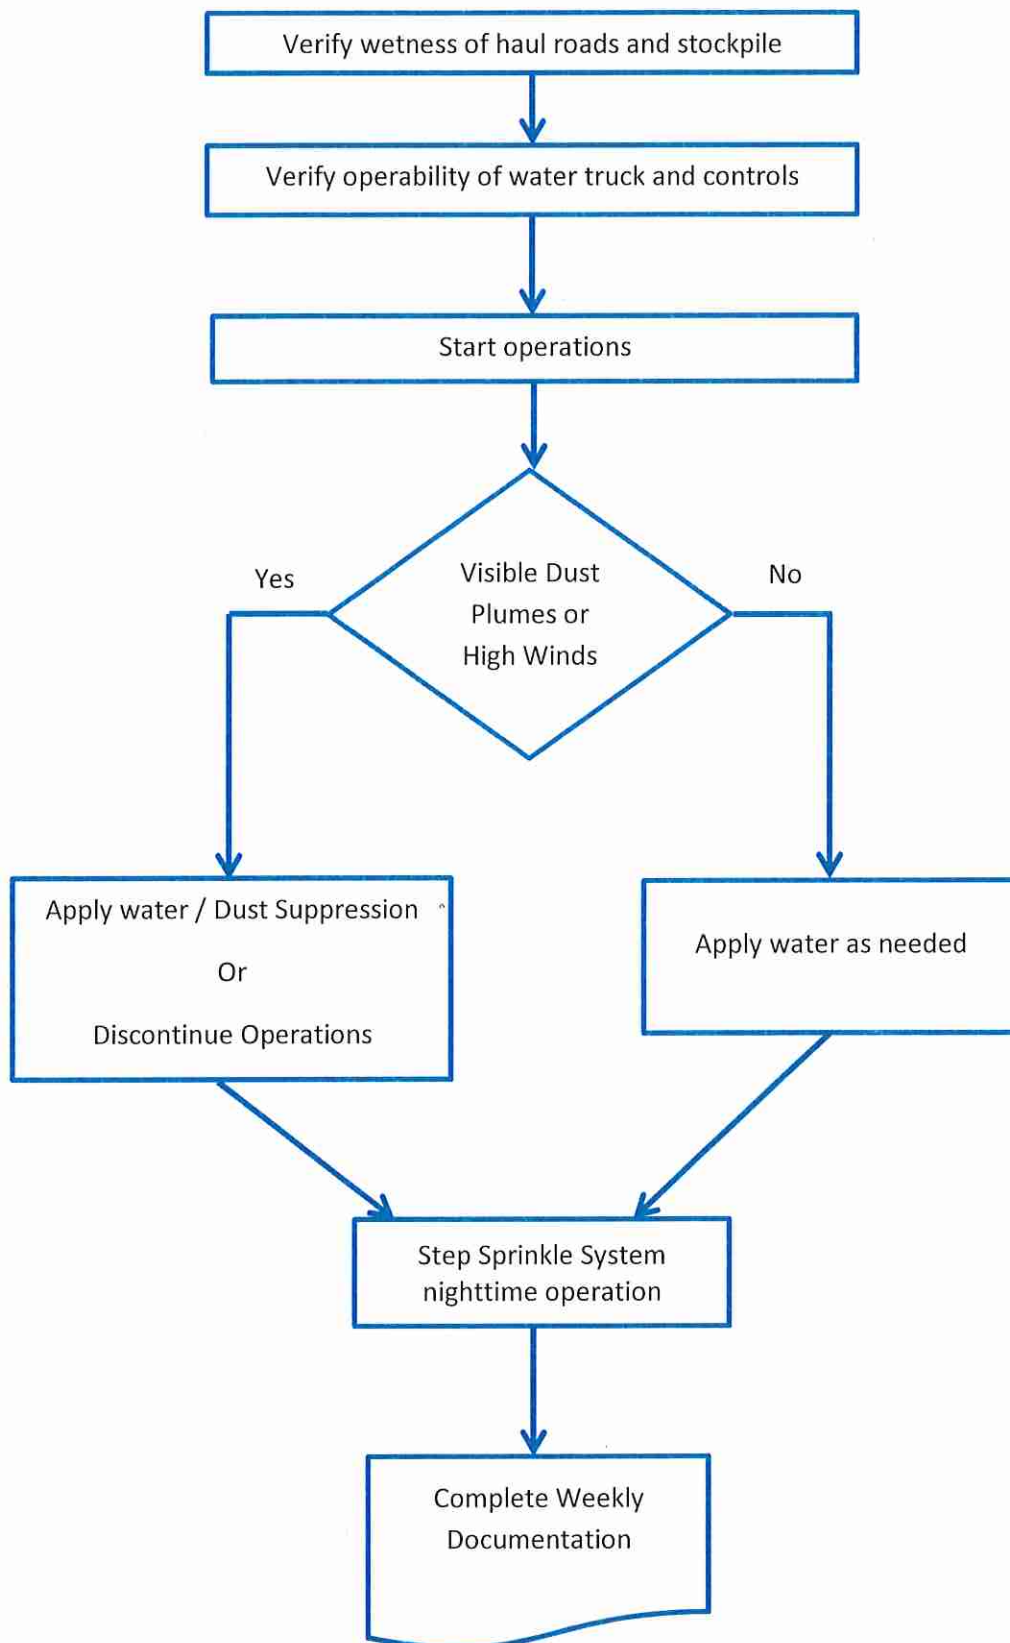 Verify wetness of haul roads and stockpile
Verify operability of water truck and controls
Start operations
Visible Dust
Plumes or
High Winds
Yes
No
Apply water / Dust Suppression
Or
Discontinue Operations
Apply water as needed
Step Sprinkle System
nighttime operation
Complete Weekly
Documentation